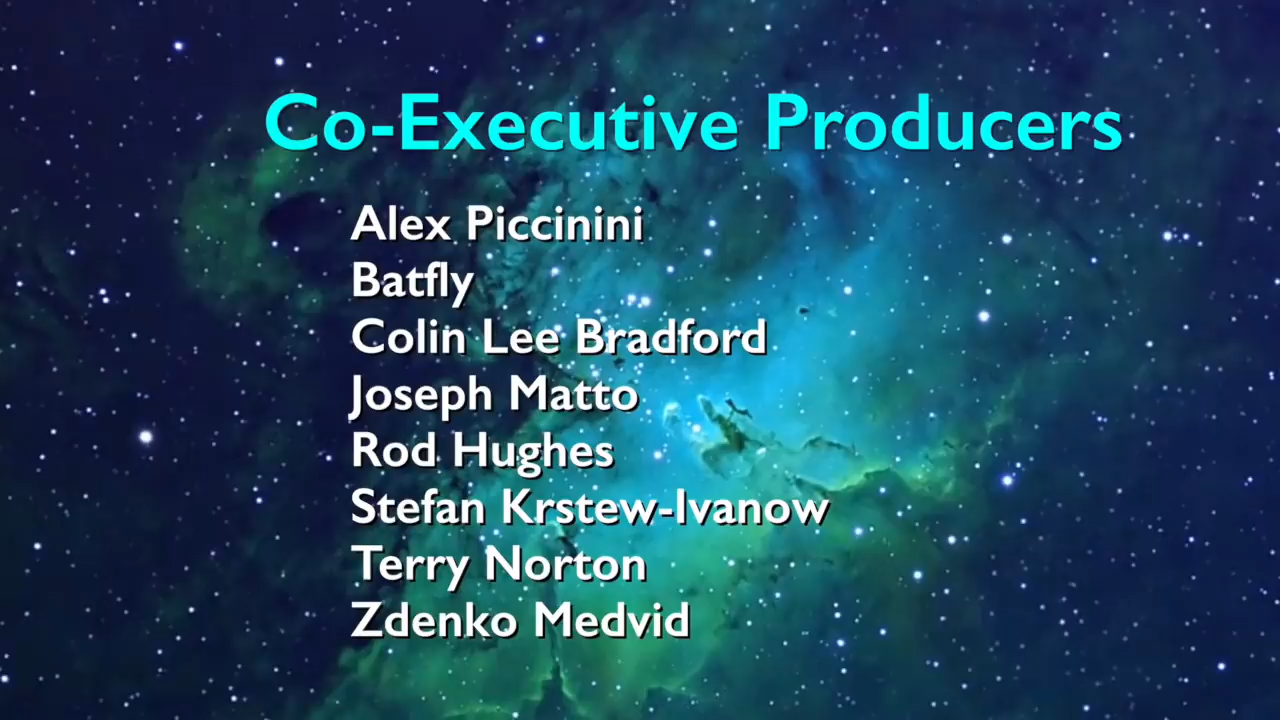 Co-Executive Producers
Alex Piccinini
Batfly
Colin Lee Bradford
Joseph Matto
Rod Hughes
Stefan Krstew-Ivanow
Terry Norton
Zdenko Medvid